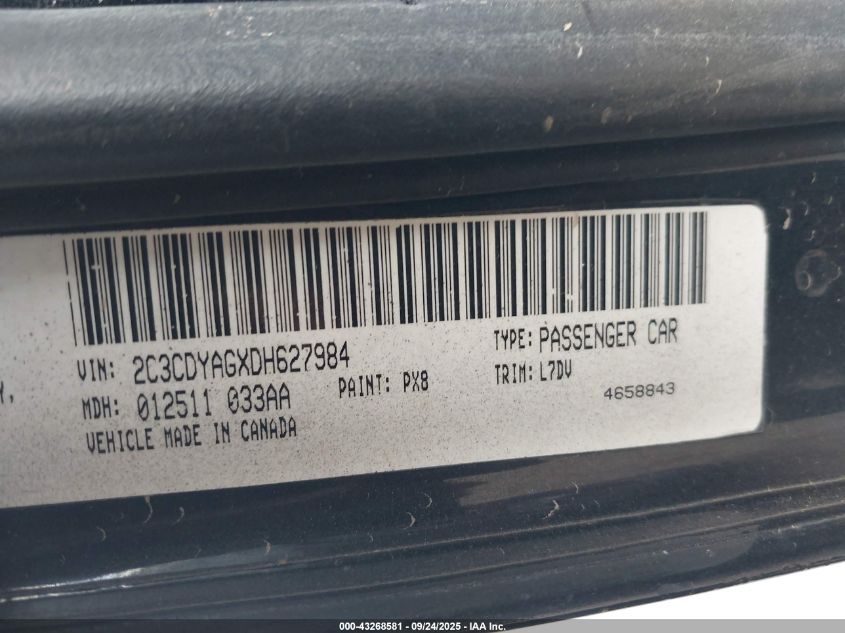 VIN: 2C3CDYAGXDH627984
TYPE: PASSENGER CAR
Y,
MDH: 012511 033AA
PAINT: PX8
TRIM: L7DV
4658843
VEHICLE MADE IN CANADA
000-43268581 - 09/24/2025 - IAA Inc.